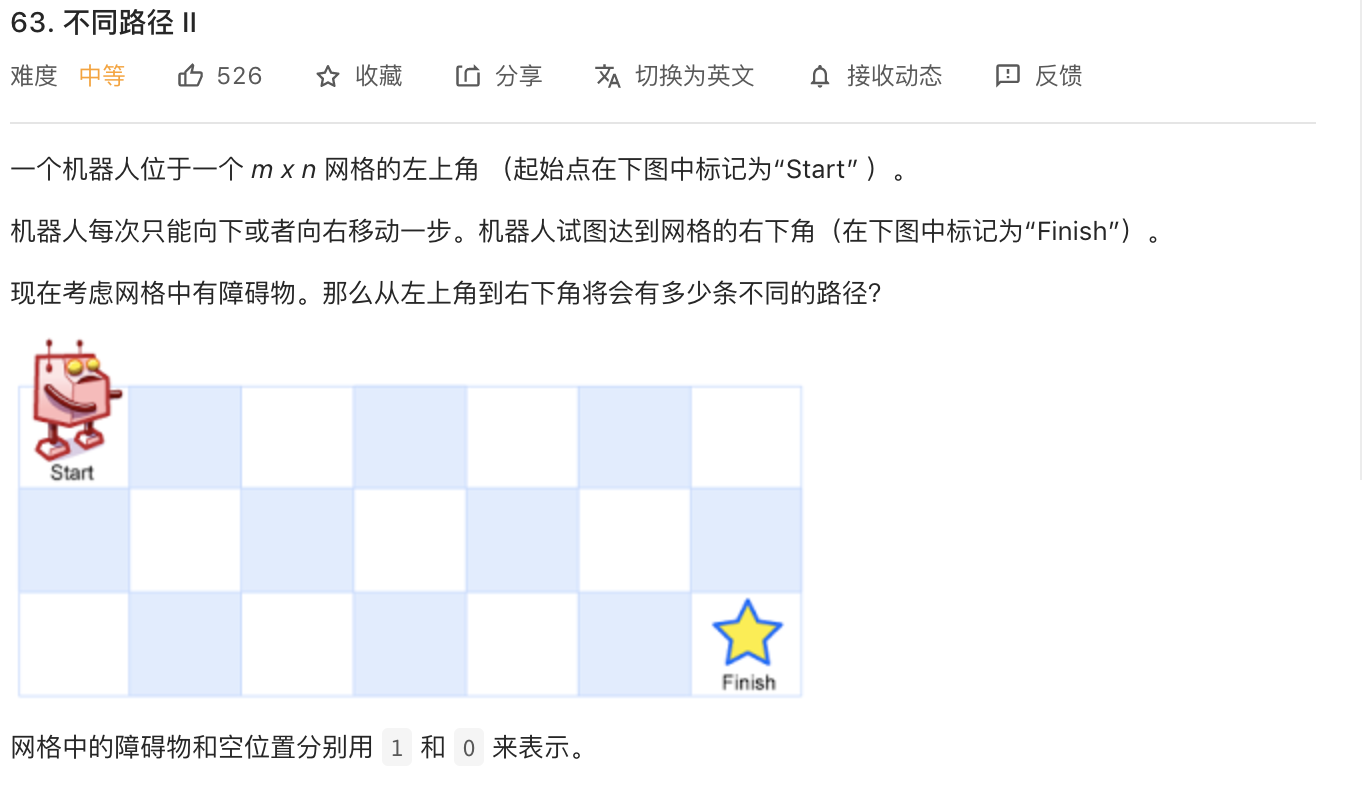 63. 不同路径 II
难度 中等 526 收藏 分享 切换为英文 接收动态 反馈
一个机器人位于一个 m x n 网格的左上角 （起始点在下图中标记为“Start” ）。
机器人每次只能向下或者向右移动一步。机器人试图达到网格的右下角（在下图中标记为“Finish”）。
现在考虑网格中有障碍物。那么从左上角到右下角将会有多少条不同的路径？
Start
Finish
网格中的障碍物和空位置分别用 1 和 0 来表示。